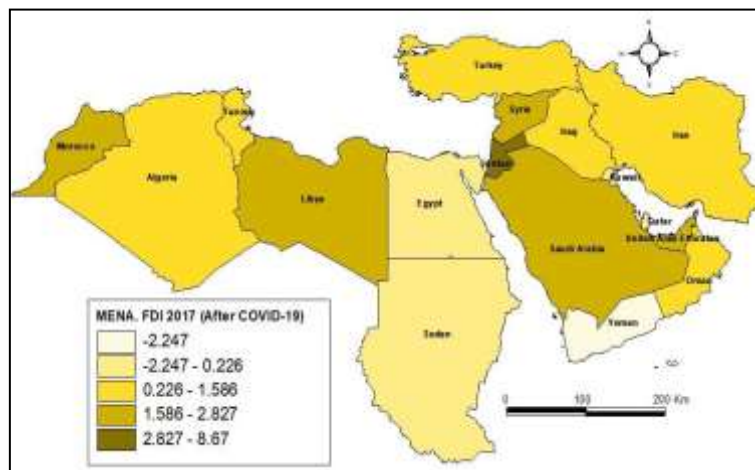 Turkey
Syria
Iraq
Iran
Tunisia
Morocco
Jordan
Algeria
Libya
Egypt
Kuwait
Qatar
United Arab Emirates
Saudi Arabia
Oman
Yemen
Sudan
MENA. FDI 2017 (After COVID-19)
-2.247
-2.247 - 0.226
0.226 - 1.586
1.586 - 2.827
2.827 - 8.67
0 100 200 Km